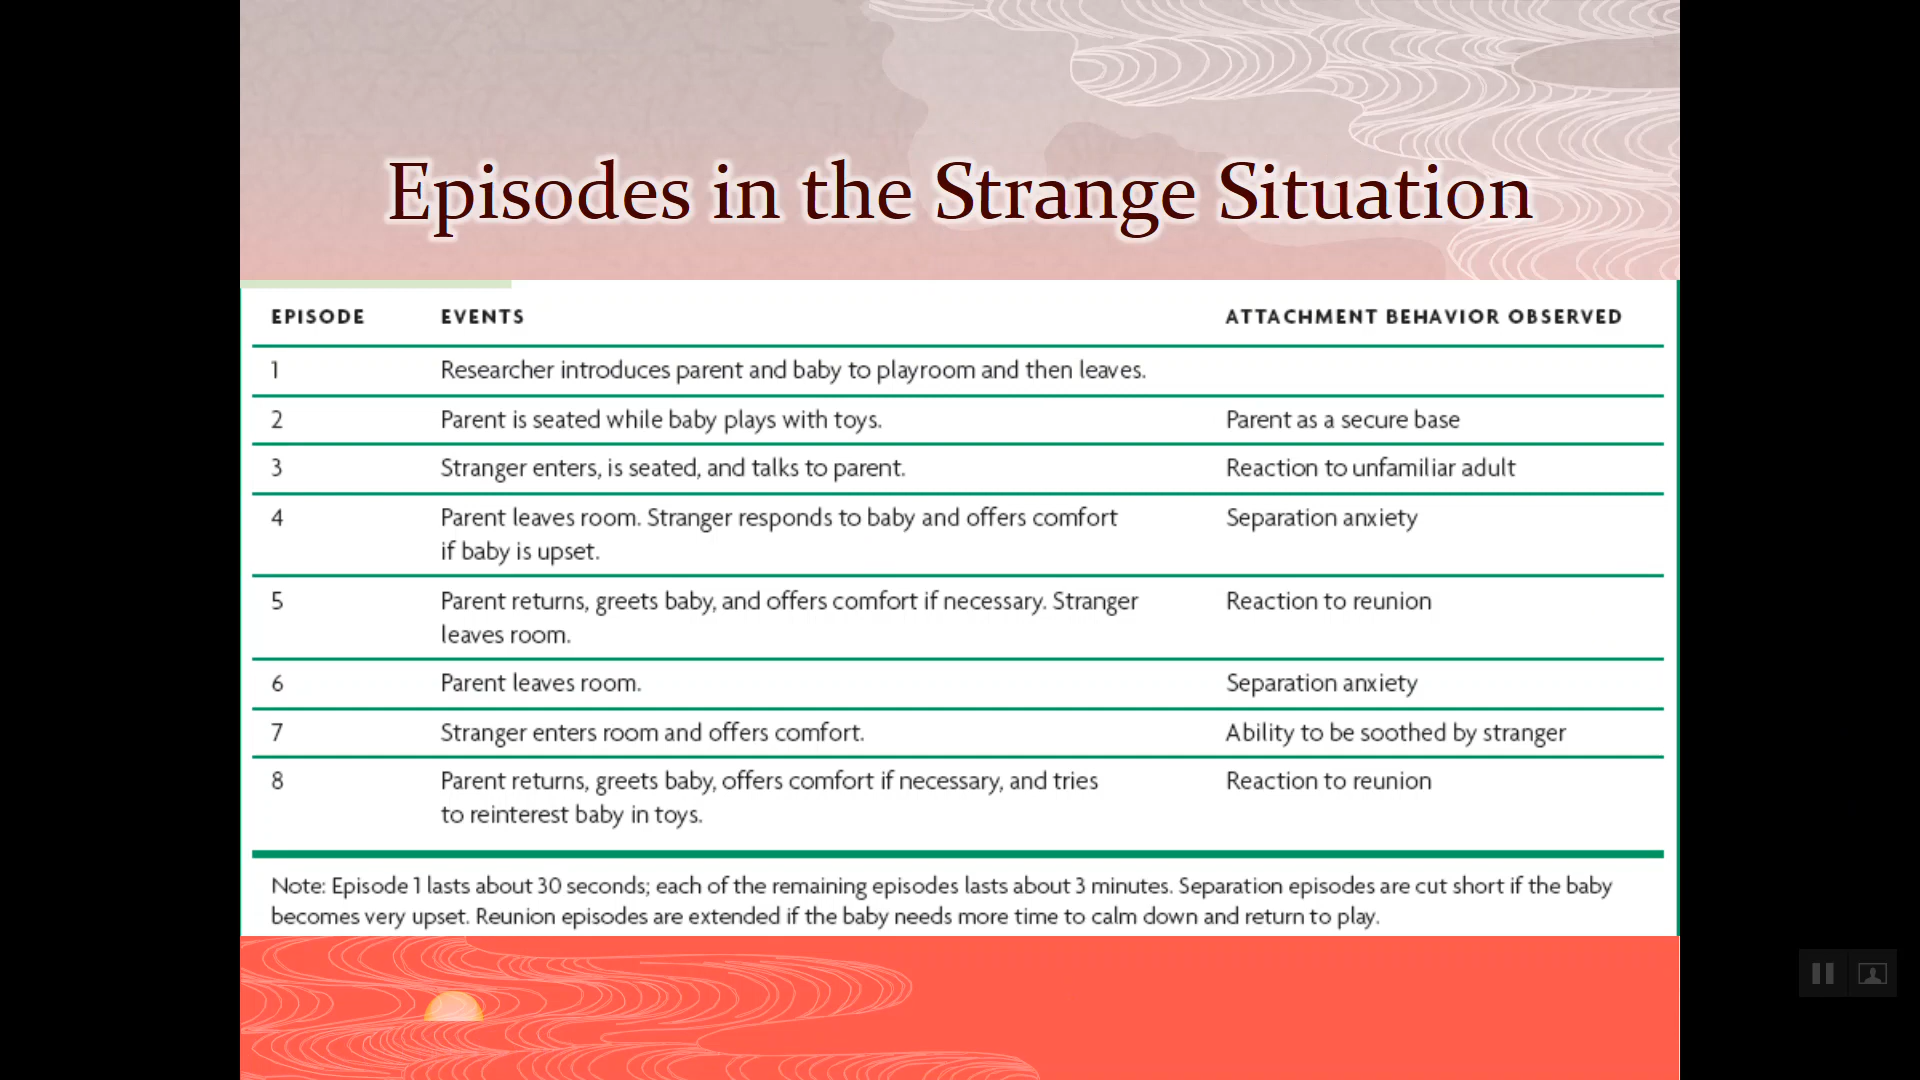 Episodes in the Strange Situation
EPISODE EVENTS ATTACHMENT BEHAVIOR OBSERVED
1 Researcher introduces parent and baby to playroom and then leaves.
2 Parent is seated while baby plays with toys. Parent as a secure base
3 Stranger enters, is seated, and talks to parent. Reaction to unfamiliar adult
4 Parent leaves room. Stranger responds to baby and offers comfort Separation anxiety
if baby is upset.
5 Parent returns, greets baby, and offers comfort if necessary. Stranger Reaction to reunion
leaves room.
6 Parent leaves room. Separation anxiety
7 Stranger enters room and offers comfort. Ability to be soothed by stranger
8 Parent returns, greets baby, offers comfort if necessary, and tries Reaction to reunion
to reinterest baby in toys.
Note: Episode 1 lasts about 30 seconds; each of the remaining episodes lasts about 3 minutes. Separation episodes are cut short if the baby
becomes very upset. Reunion episodes are extended if the baby needs more time to calm down and return to play.